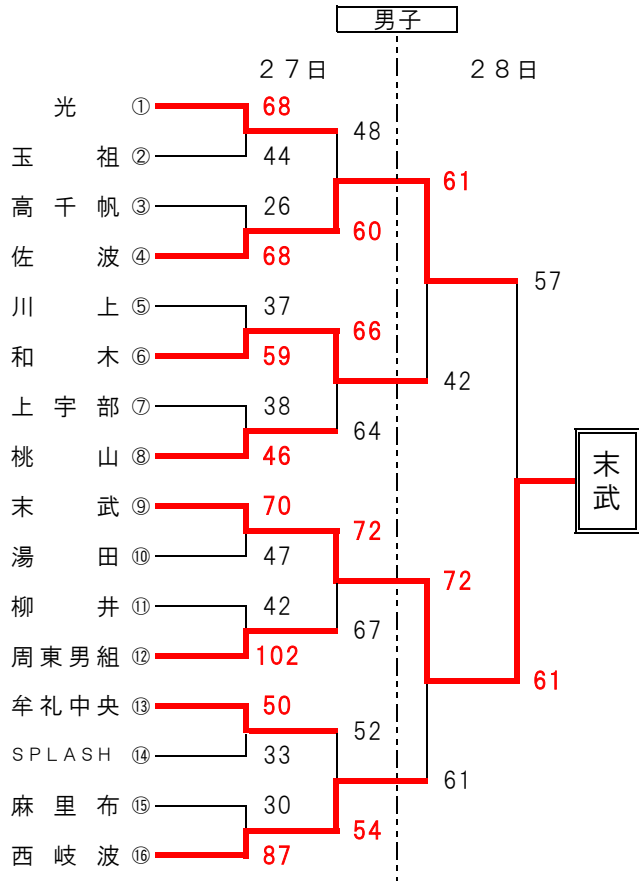 男子
２７日 ２８日
光 ① 68
48
玉祖 ② 44
61
高千帆 ③ 26
60
佐波 ④ 68
57
川上 ⑤ 37
66
和木 ⑥ 59
42
上宇部 ⑦ 38
64
桃山 ⑧ 46
末武
末武 ⑨ 70
72
湯田 ⑩ 47
72
柳井 ⑪ 42
67
周東男組 ⑫ 102
61
牟礼中央 ⑬ 50
52
ＳＰＬＡＳＨ ⑭ 33
61
麻里布 ⑮ 30
54
西岐波 ⑯ 87